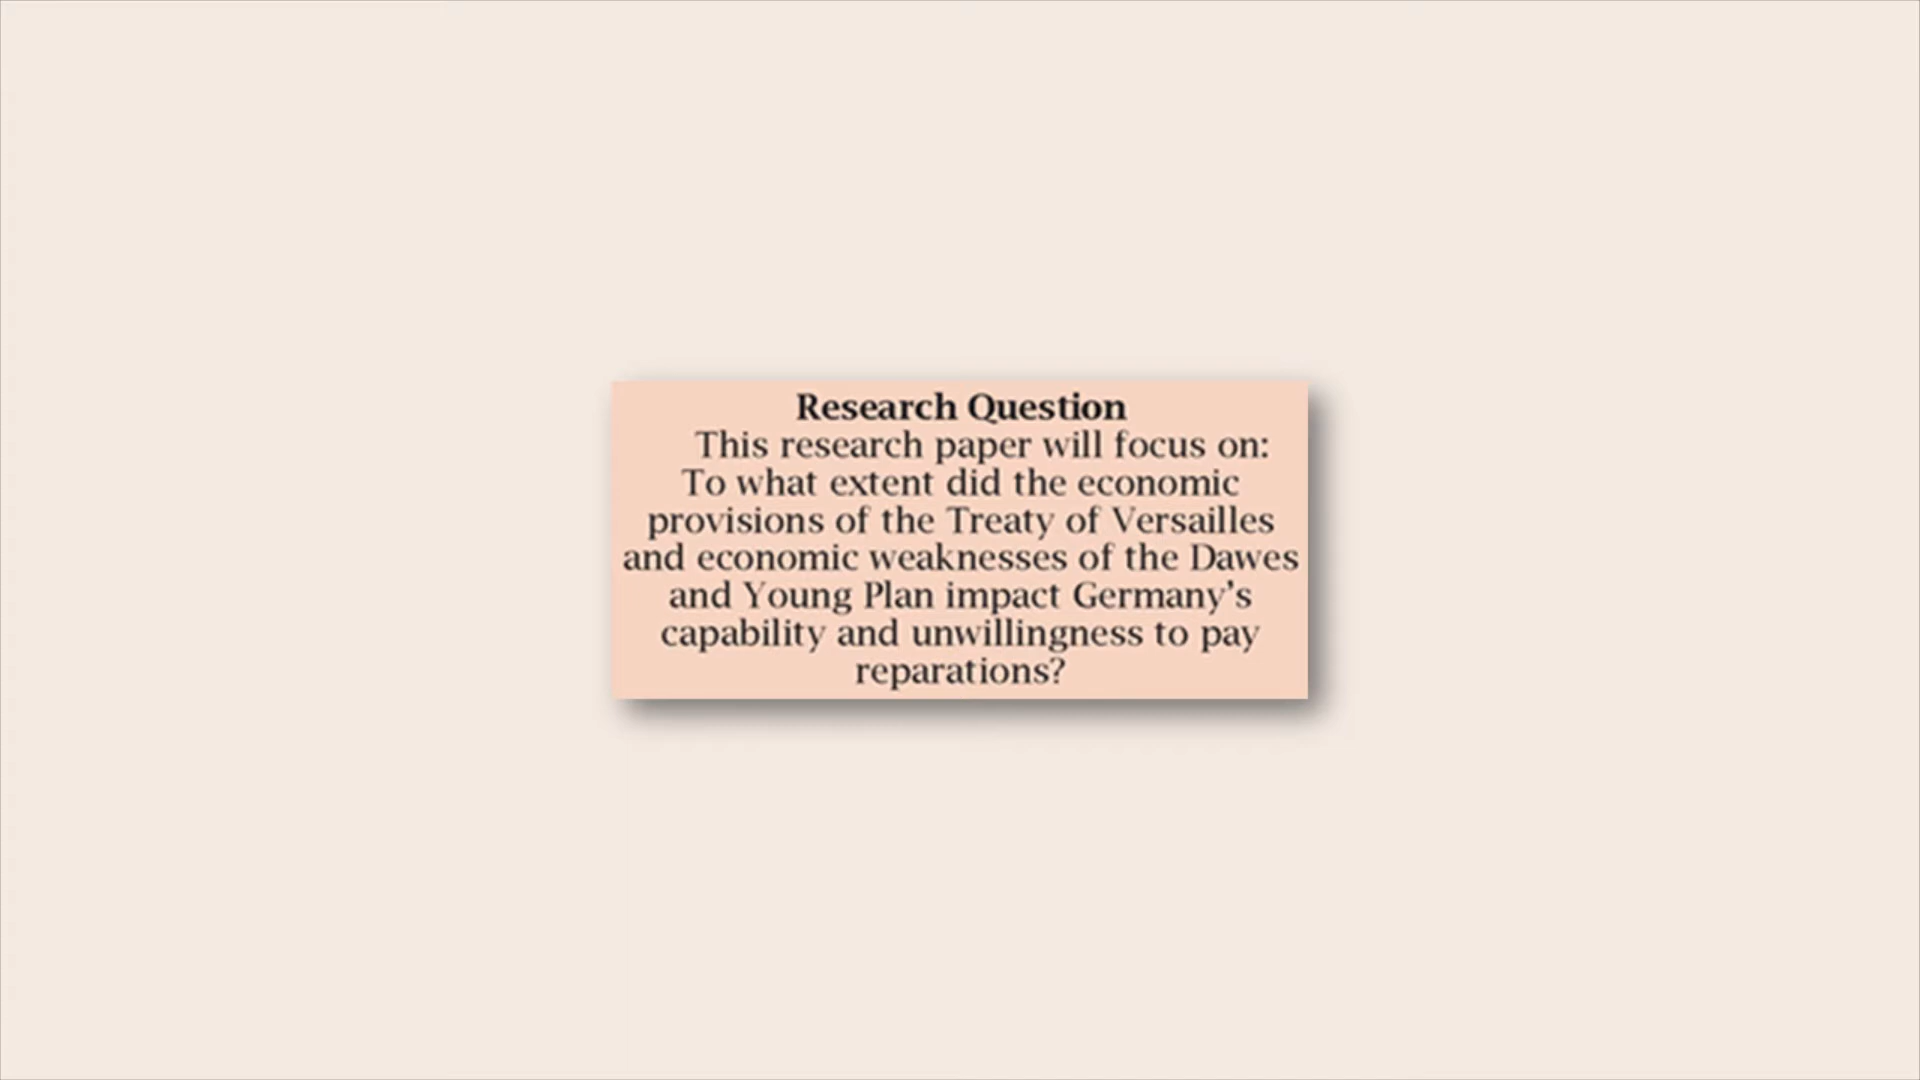 Research Question
This research paper will focus on:
To what extent did the economic
provisions of the Treaty of Versailles
and economic weaknesses of the Dawes
and Young Plan impact Germany's
capability and unwillingness to pay
reparations?